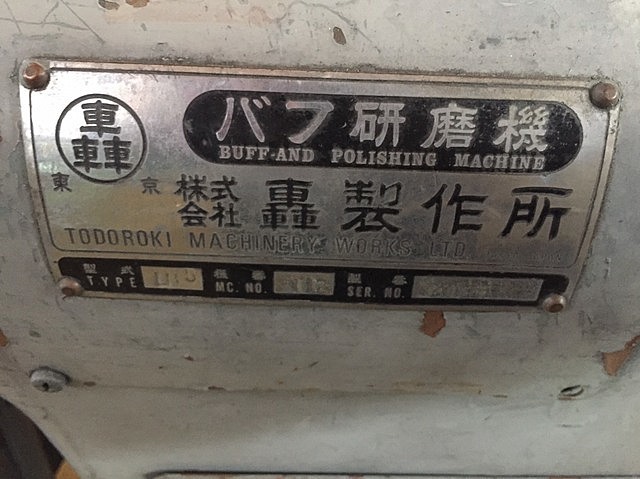 轟
バフ研磨機
BUFF AND POLISHING MACHINE
東京 株式会社 轟製作所
TODOROKI MACHINERY WORKS LTD
型式 機番 製番
TYPE MC. NO. SER. NO.